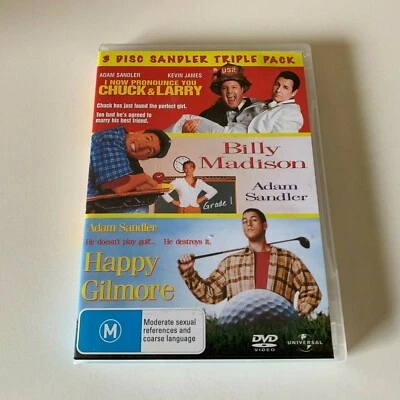 3 DISC SANDLER TRIPLE PACK
ADAM SANDLER KEVIN JAMES
I NOW PRONOUNCE YOU
CHUCK & LARRY
Chuck has just found the perfect girl.
Too bad he's agreed to
marry his best friend.
Billy
Madison
Adam
Sandler
Grade 1
Adam Sandler
He doesn't play golf... He destroys it.
Happy
Gilmore
M
Moderate sexual
references and
coarse language
DVD
VIDEO
UNIVERSAL